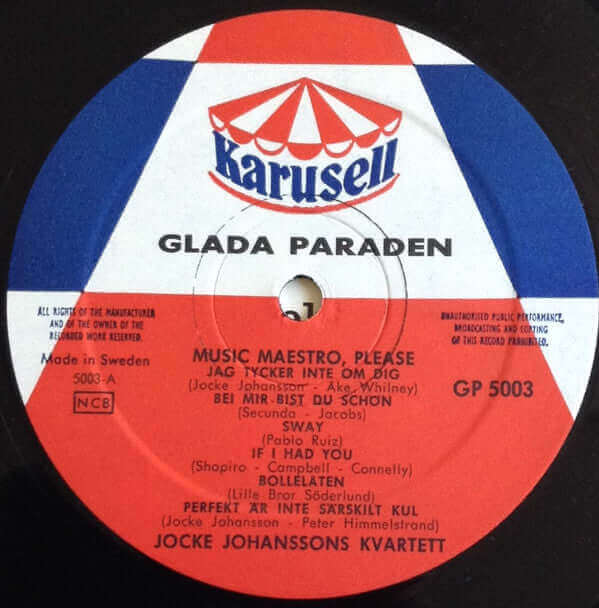 Karusell
GLADA PARADEN
ALL RIGHTS OF THE MANUFACTURER
AND OF THE OWNER OF THE
RECORDED WORK RESERVED.
UNAUTHORISED PUBLIC PERFORMANCE,
BROADCASTING AND COPYING
OF THIS RECORD PROHIBITED.
Made in Sweden
5003-A
NCB
GP 5003
MUSIC MAESTRO, PLEASE
JAG TYCKER INTE OM DIG
(Jocke Johansson - Åke Whilney)
BEI MIR BIST DU SCHÖN
(Secunda - Jacobs)
SWAY
(Pablo Ruiz)
IF I HAD YOU
(Shapiro - Campbell - Connelly)
BOLLELATEN
(Lille Bror Söderlund)
PERFEKT ÄR INTE SÄRSKILT KUL
(Jocke Johansson - Peter Himmelstrand)
JOCKE JOHANSSONS KVARTETT